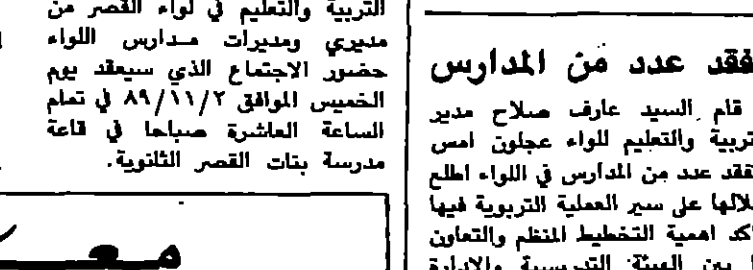 فقد عدد من المدارس
قام السيد عارف صلاح مدير
تربية والتعليم للواء عجلون امس
فقد عدد من المدارس في اللواء اطلع
لالها على سير العملية التربوية فيها
كد اهمية التخطيط المنظم والتعاون
بين الهيئة التدريسية والادارة
التربية والتعليم في لواء القصر من
مديري ومديرات مدارس اللواء
حضور الاجتماع الذي سيعقد يوم
الخميس الموافق ٨٩/١١/٢ في تمام
الساعة العاشرة صباحا في قاعة
مدرسة بنات القصر الثانوية.